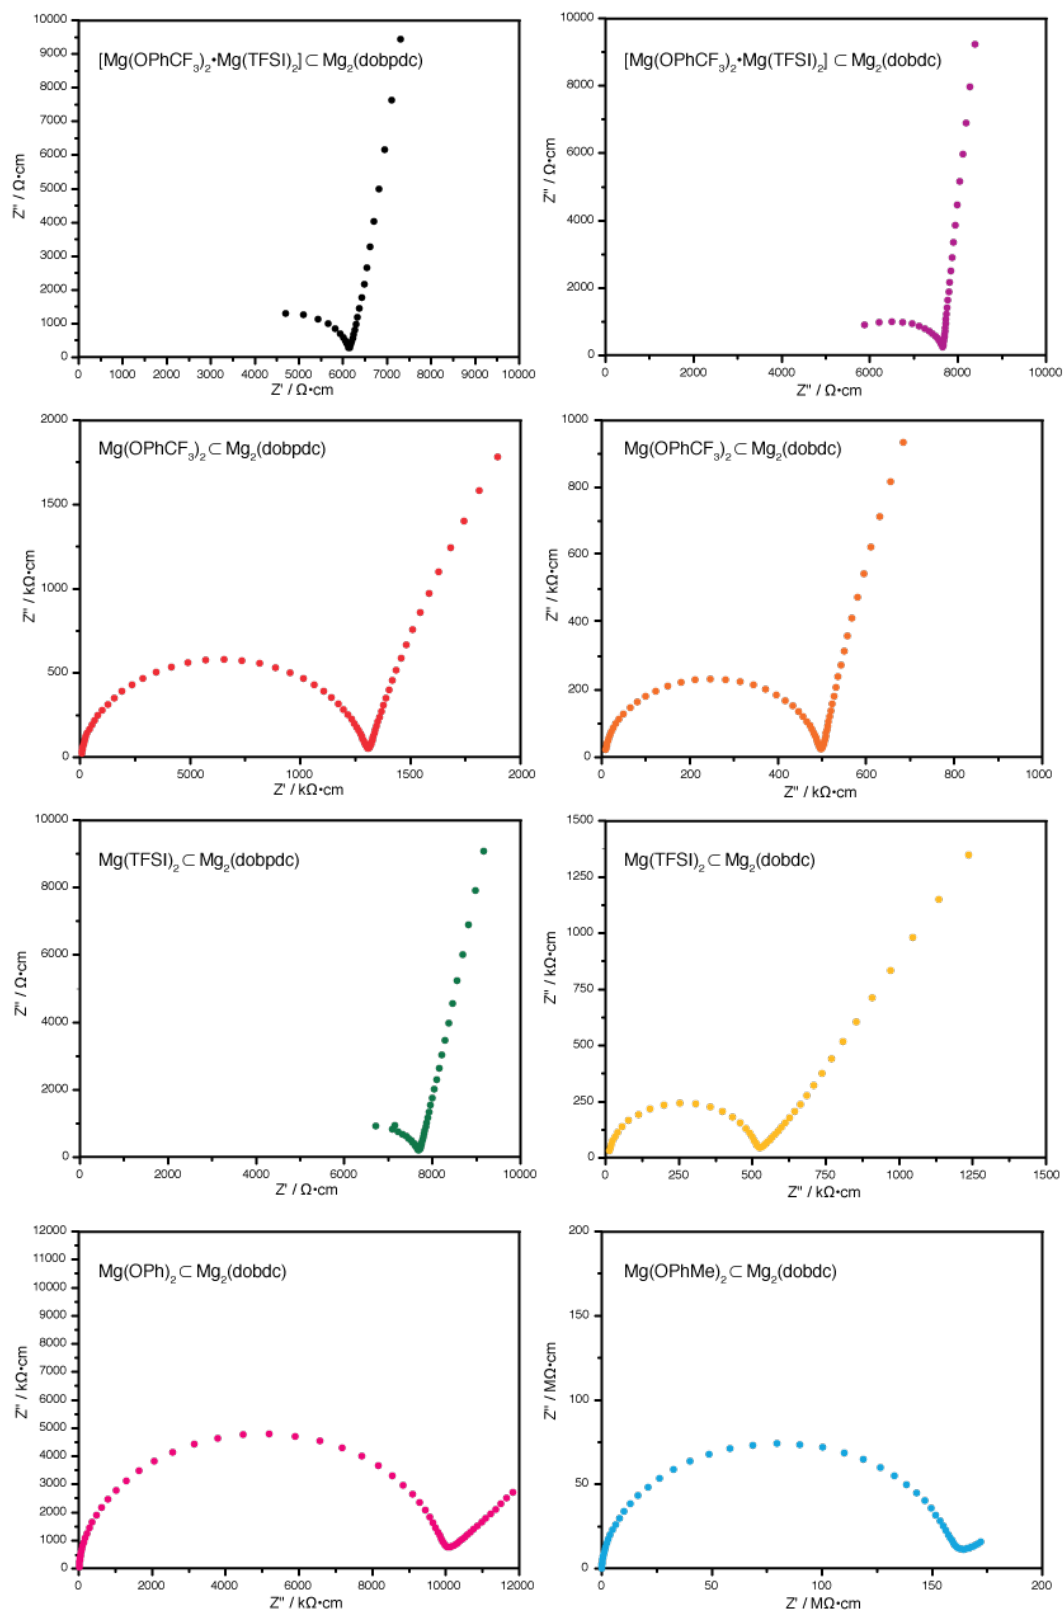 10000
9000
8000
7000
6000
5000
4000
3000
2000
1000
0
Z" / Ω•cm
[Mg(OPhCF3)2•Mg(TFSI)2]⊂ Mg2(dobpdc)
0 1000 2000 3000 4000 5000 6000 7000 8000 9000 10000
Z' / Ω•cm
10000
8000
6000
4000
2000
0
Z" / Ω•cm
[Mg(OPhCF3)2•Mg(TFSI)2] ⊂ Mg2(dobdc)
0 2000 4000 6000 8000 10000
Z" / Ω•cm
2000
1500
1000
500
0
Z" / kΩ•cm
Mg(OPhCF3)2⊂ Mg2(dobpdc)
0 5000 1000 1500 2000
Z' / kΩ•cm
1000
800
600
400
200
0
Z" / kΩ•cm
Mg(OPhCF3)2⊂ Mg2(dobdc)
0 200 400 600 800 1000
Z" / kΩ•cm
10000
8000
6000
4000
2000
0
Z" / Ω•cm
Mg(TFSI)2⊂ Mg2(dobpdc)
0 2000 4000 6000 8000 10000
Z' / Ω•cm
1500
1250
1000
750
500
250
0
Z" / kΩ•cm
Mg(TFSI)2⊂ Mg2(dobdc)
0 250 500 750 1000 1250 1500
Z" / kΩ•cm
12000
11000
10000
9000
8000
7000
6000
5000
4000
3000
2000
1000
0
Z" / kΩ•cm
Mg(OPh)2⊂ Mg2(dobdc)
0 2000 4000 6000 8000 10000 12000
Z" / kΩ•cm
200
150
100
50
25
0
Z" / MΩ•cm
Mg(OPhMe)2⊂ Mg2(dobdc)
0 50 100 150 200
Z' / MΩ•cm